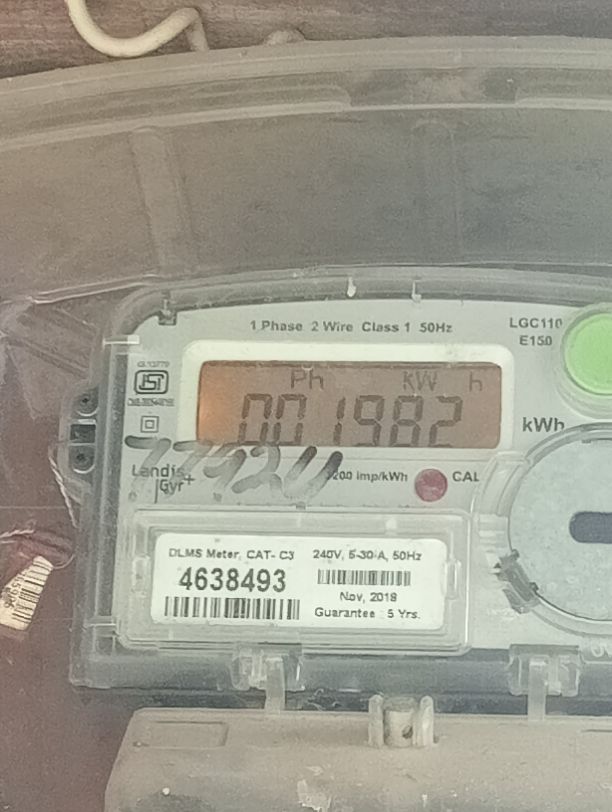 1 Phase 2 Wire Class 1 50Hz
LGC110
E150
Ph kW h
001982
kWh
Landis
Gyr+
3200 imp/kWh
CAL
DLMS Meter, CAT- C3
240V, 5-30 A, 50Hz
4638493
Nov, 2018
Guarantee : 5 Yrs.